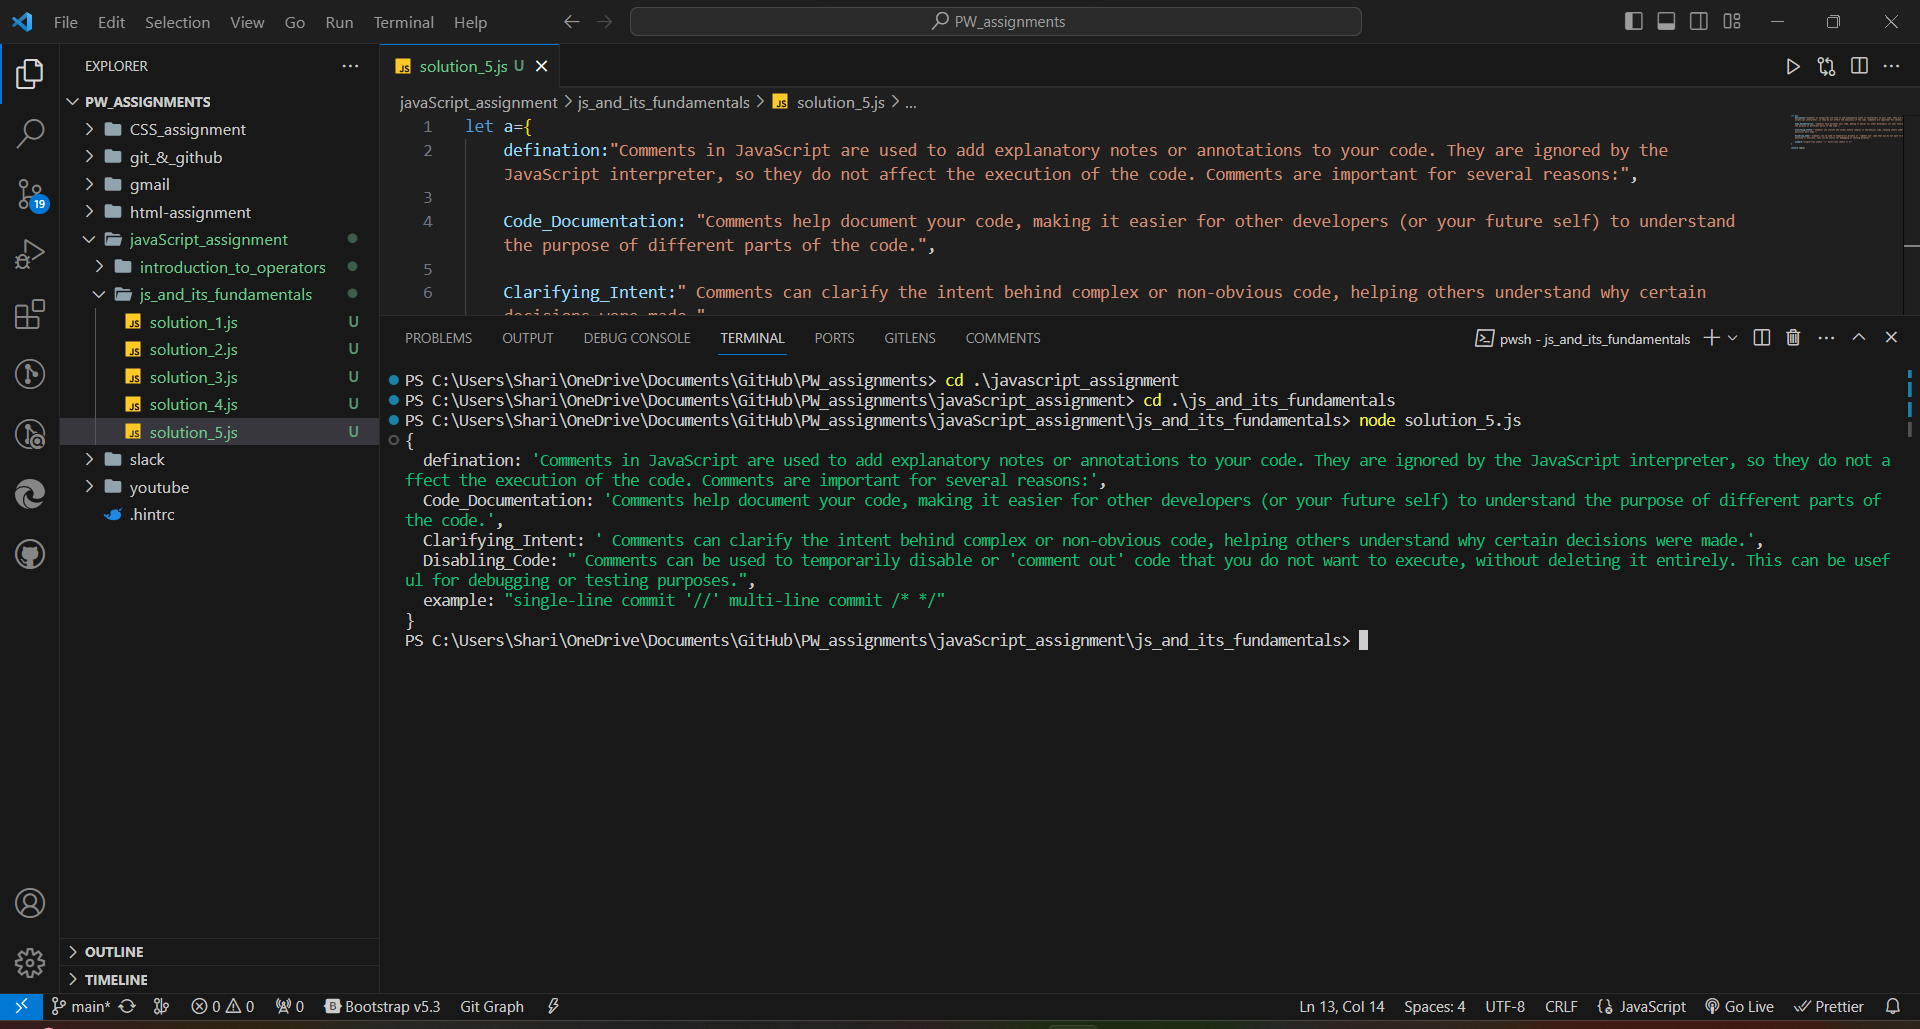 File Edit Selection View Go Run Terminal Help PW_assignments
EXPLORER
PW_ASSIGNMENTS
CSS_assignment
git_&_github
gmail
html-assignment
javaScript_assignment
introduction_to_operators
js_and_its_fundamentals
solution_1.js U
solution_2.js U
solution_3.js U
solution_4.js U
solution_5.js U
slack
youtube
.hintrc
OUTLINE
TIMELINE
19
solution_5.js U
javaScript_assignment > js_and_its_fundamentals > solution_5.js > ...
1 let a={
2 defination:"Comments in JavaScript are used to add explanatory notes or annotations to your code. They are ignored by the
JavaScript interpreter, so they do not affect the execution of the code. Comments are important for several reasons:",
3
4 Code_Documentation: "Comments help document your code, making it easier for other developers (or your future self) to understand
the purpose of different parts of the code.",
5
6 Clarifying_Intent:" Comments can clarify the intent behind complex or non-obvious code, helping others understand why certain
decisions were made."
PROBLEMS OUTPUT DEBUG CONSOLE TERMINAL PORTS GITLENS COMMENTS pwsh - js_and_its_fundamentals
PS C:\Users\Shari\OneDrive\Documents\GitHub\PW_assignments> cd .\javascript_assignment
PS C:\Users\Shari\OneDrive\Documents\GitHub\PW_assignments\javaScript_assignment> cd .\js_and_its_fundamentals
PS C:\Users\Shari\OneDrive\Documents\GitHub\PW_assignments\javaScript_assignment\js_and_its_fundamentals> node solution_5.js
{
defination: 'Comments in JavaScript are used to add explanatory notes or annotations to your code. They are ignored by the JavaScript interpreter, so they do not a
ffect the execution of the code. Comments are important for several reasons:',
Code_Documentation: 'Comments help document your code, making it easier for other developers (or your future self) to understand the purpose of different parts of
the code.',
Clarifying_Intent: ' Comments can clarify the intent behind complex or non-obvious code, helping others understand why certain decisions were made.',
Disabling_Code: " Comments can be used to temporarily disable or 'comment out' code that you do not want to execute, without deleting it entirely. This can be usef
ul for debugging or testing purposes.",
example: "single-line commit '//' multi-line commit /* */"
}
PS C:\Users\Shari\OneDrive\Documents\GitHub\PW_assignments\javaScript_assignment\js_and_its_fundamentals>
main* 0 0 0 Bootstrap v5.3 Git Graph Ln 13, Col 14 Spaces: 4 UTF-8 CRLF {} JavaScript Go Live Prettier